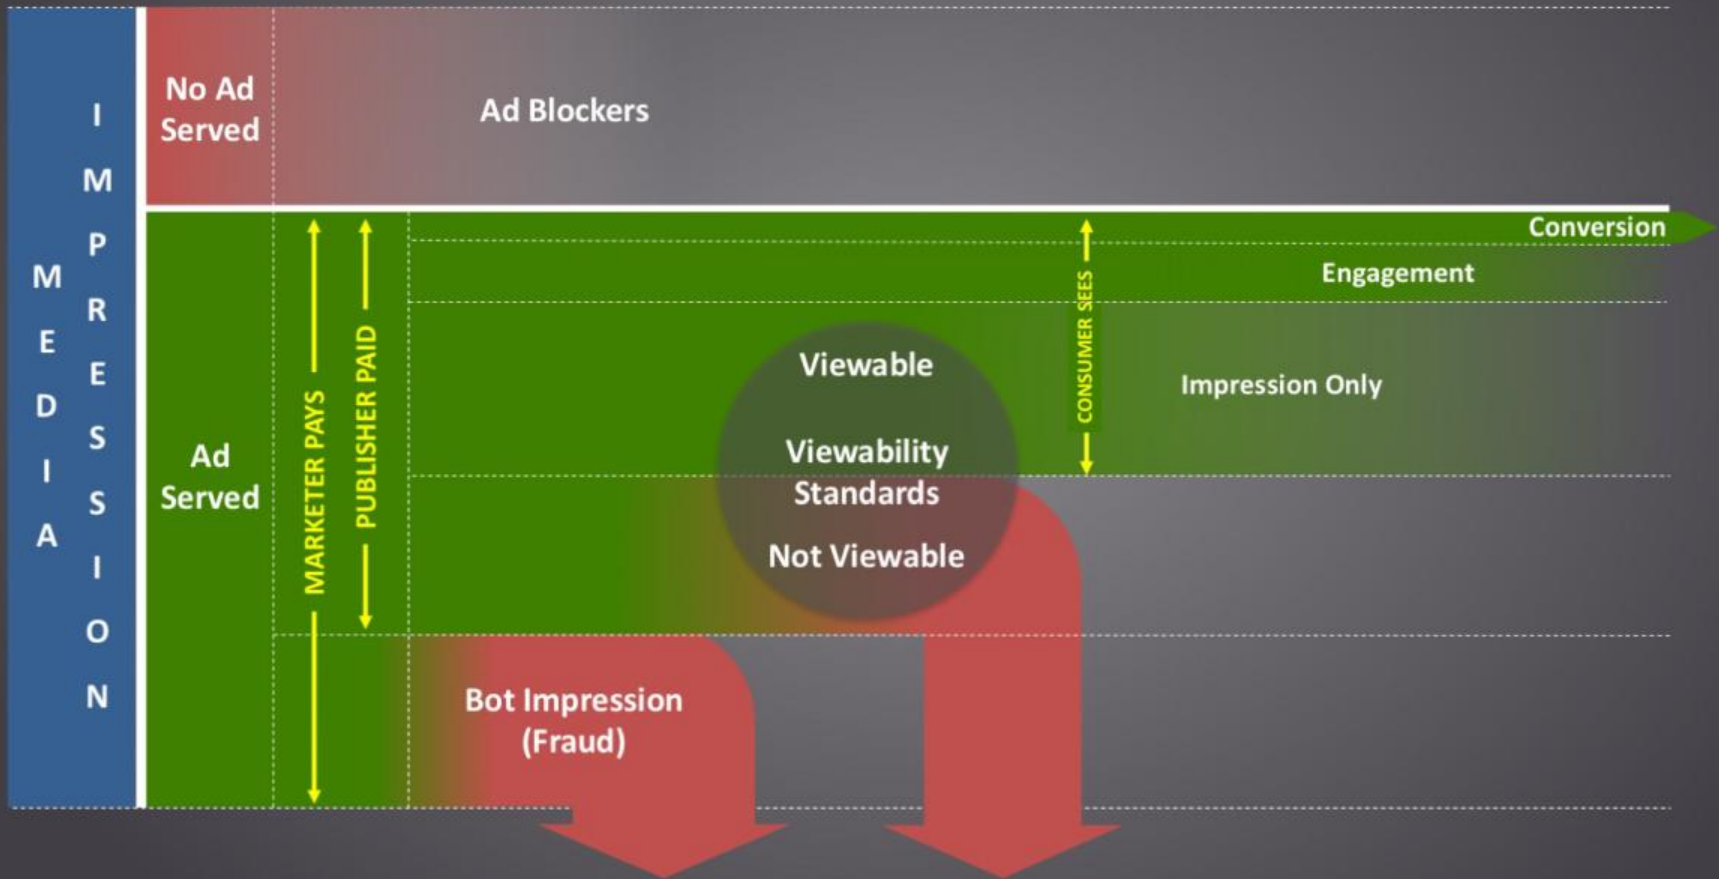 MEDIA
IMPRESSION
No Ad
Served
Ad Blockers
Ad
Served
MARKETER PAYS
PUBLISHER PAID
CONSUMER SEES
Conversion
Engagement
Impression Only
Viewable
Viewability
Standards
Not Viewable
Bot Impression
(Fraud)